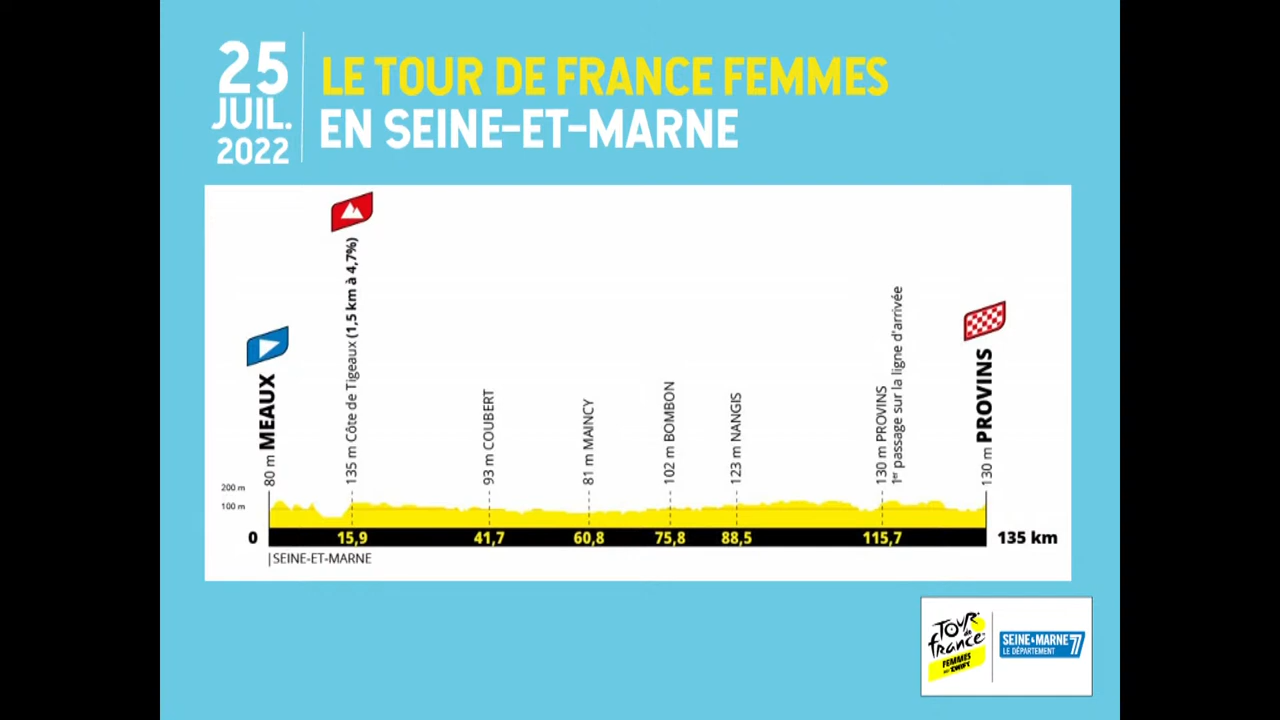 25
JUIL.
2022
LE TOUR DE FRANCE FEMMES
EN SEINE-ET-MARNE
80 m MEAUX
135 m Côte de Tigeaux (1,5 km à 4,7%)
93 m COUBERT
81 m MAINCY
102 m BOMBON
123 m NANGIS
130 m PROVINS
1er passage sur la ligne d'arrivée
130 m PROVINS
200 m
100 m
0 15,9 41,7 60,8 75,8 88,5 115,7 135 km
|SEINE-ET-MARNE
TOUR
de
france
FEMMES
ZWIFT
SEINE&MARNE 77
LE DÉPARTEMENT